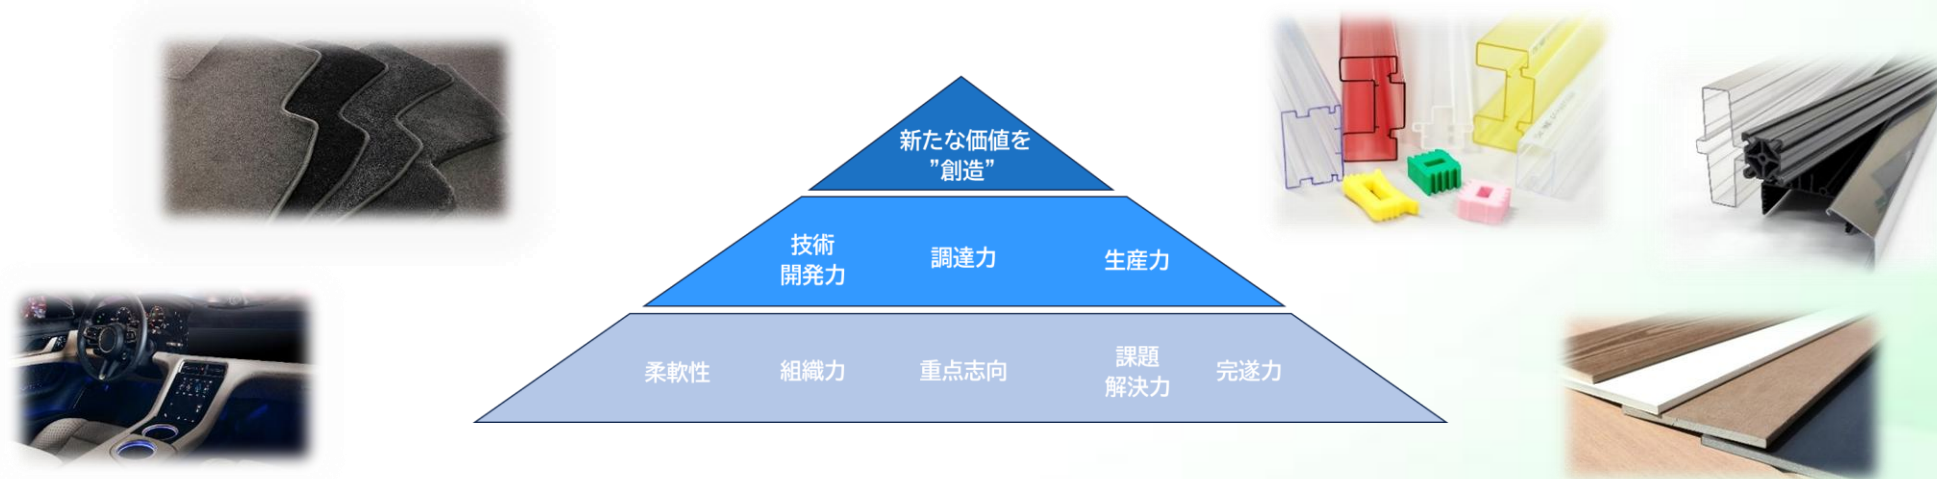 新たな価値を
”創造”
技術
開発力
調達力
生産力
柔軟性
組織力
重点志向
課題
解決力
完遂力